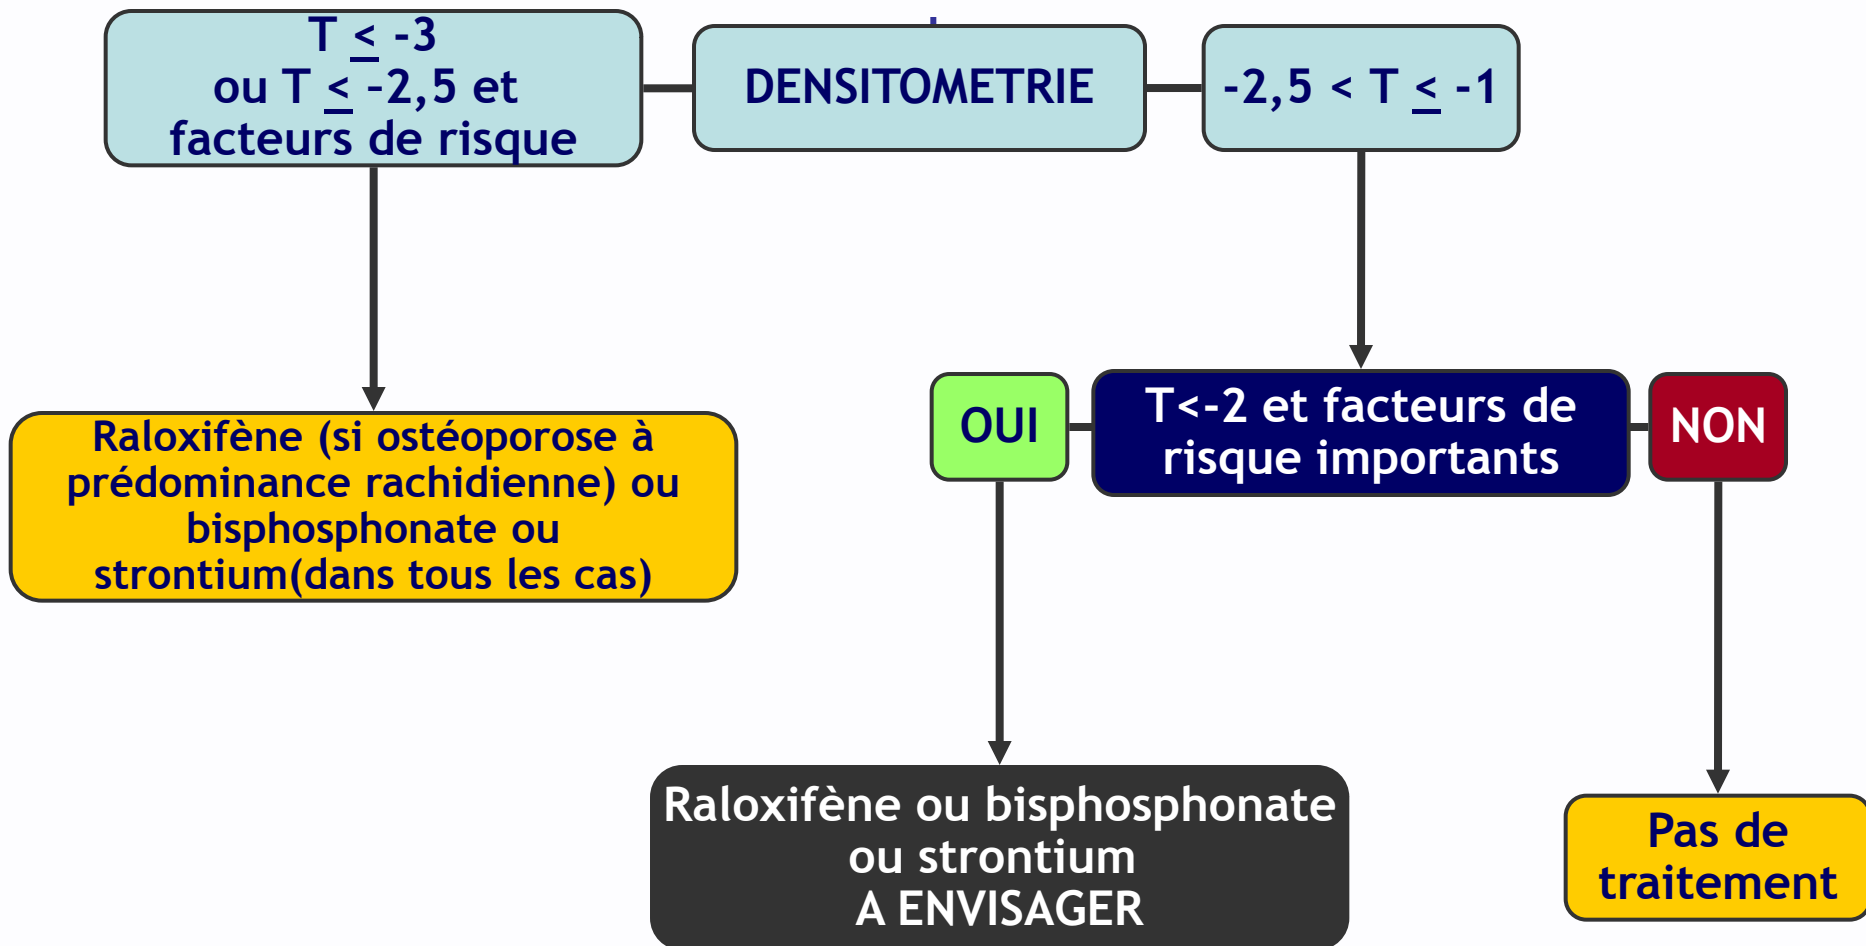 T < -3
ou T < –2,5 et
facteurs de risque
DENSITOMETRIE
-2,5 < T < -1
OUI
T<-2 et facteurs de
risque importants
NON
Raloxifène (si ostéoporose à
prédominance rachidienne) ou
bisphosphonate ou
strontium(dans tous les cas)
Raloxifène ou bisphosphonate
ou strontium
A ENVISAGER
Pas de
traitement